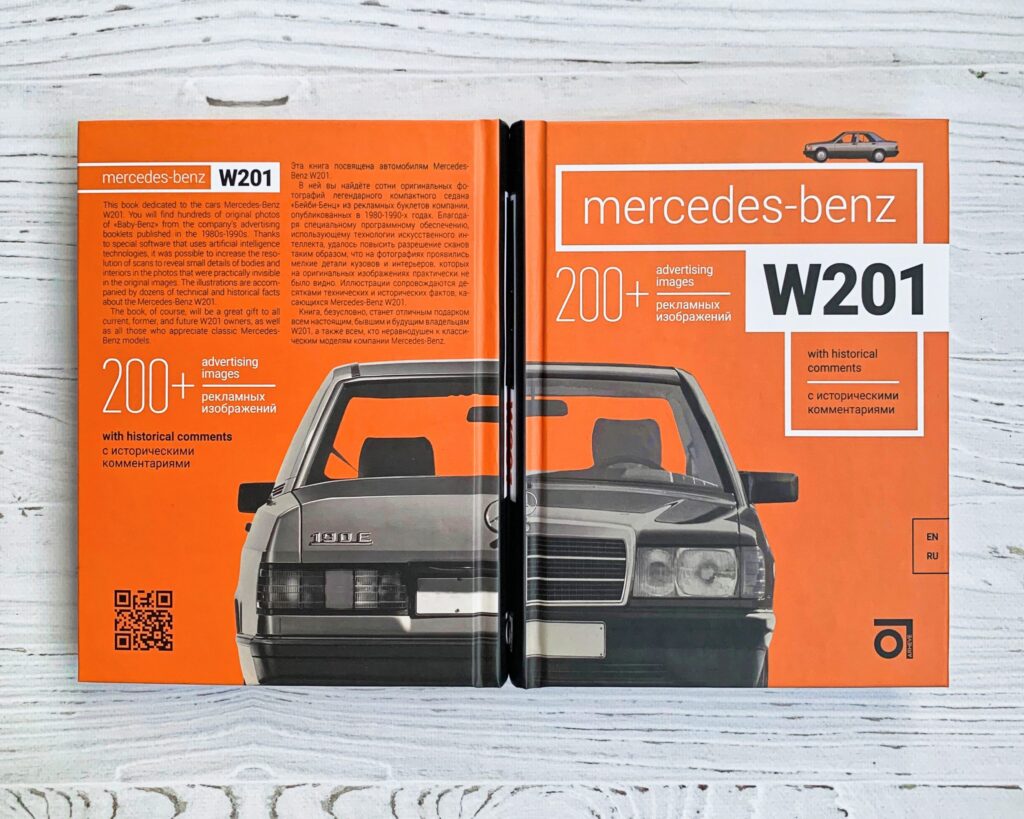 mercedes-benz W201
This book dedicated to the cars Mercedes-Benz
W201. You will find hundreds of original photos
of «Baby-Benz» from the company's advertising
booklets published in the 1980s-1990s. Thanks
to special software that uses artificial intelligence
technologies, it was possible to increase the reso-
lution of scans to reveal small details of bodies and
interiors in the photos that were practically invisible
in the original images. The illustrations are accom-
panied by dozens of technical and historical facts
about the Mercedes-Benz W201.
The book, of course, will be a great gift to all
current, former, and future W201 owners, as well
as all those who appreciate classic Mercedes-
Benz models.
Эта книга посвящена автомобилям Mercedes-
Benz W201.
В ней вы найдёте сотни оригинальных фо-
тографий легендарного компактного седана
«Бейби-Бенц» из рекламных буклетов компании,
опубликованных в 1980-1990-х годах. Благода-
ря специальному программному обеспечению,
использующему технологии искусственного ин-
теллекта, удалось повысить разрешение сканов
таким образом, что на фотографиях проявились
мелкие детали кузовов и интерьеров, которых
на оригинальных изображениях практически не
было видно. Иллюстрации сопровождаются де-
сятками технических и исторических фактов, ка-
сающихся Mercedes-Benz W201.
Книга, безусловно, станет отличным подарком
всем настоящим, бывшим и будущим владельцам
W201, а также всем, кто неравнодушен к класси-
ческим моделям компании Mercedes-Benz.
200+
advertising
images
рекламных
изображений
with historical comments
с историческими
комментариями
190 E
mercedes-benz
W201
200+
advertising
images
рекламных
изображений
with historical
comments
с историческими
комментариями
EN
RU